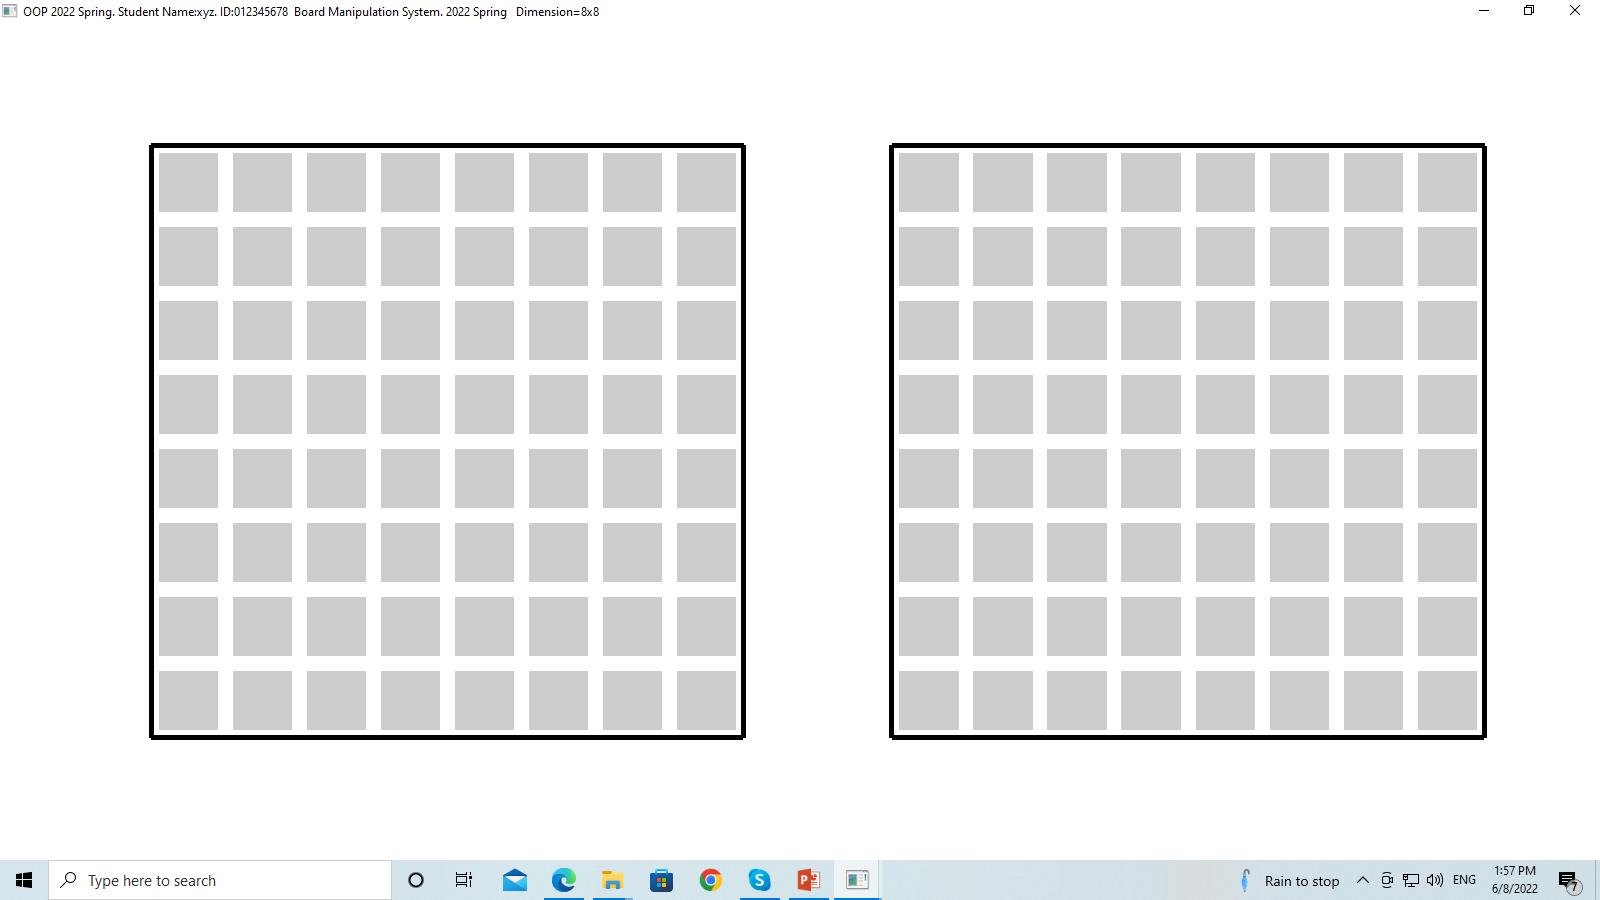 OOP 2022 Spring. Student Name:xyz. ID:012345678  Board Manipulation System. 2022 Spring   Dimension=8x8
Type here to search
Rain to stop
ENG
1:57 PM
6/8/2022
7